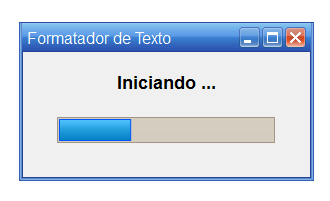 Formatador de Texto
Iniciando ...